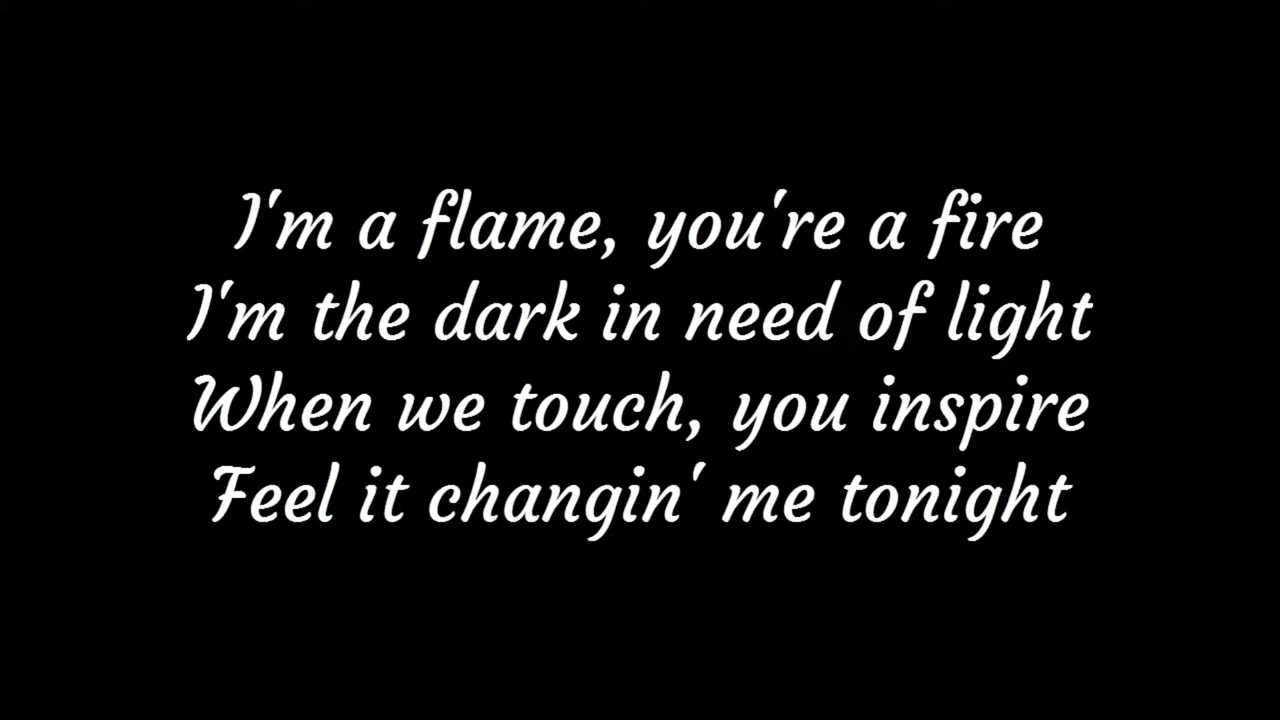 I'm a flame, you're a fire
I'm the dark in need of light
When we touch, you inspire
Feel it changin' me tonight